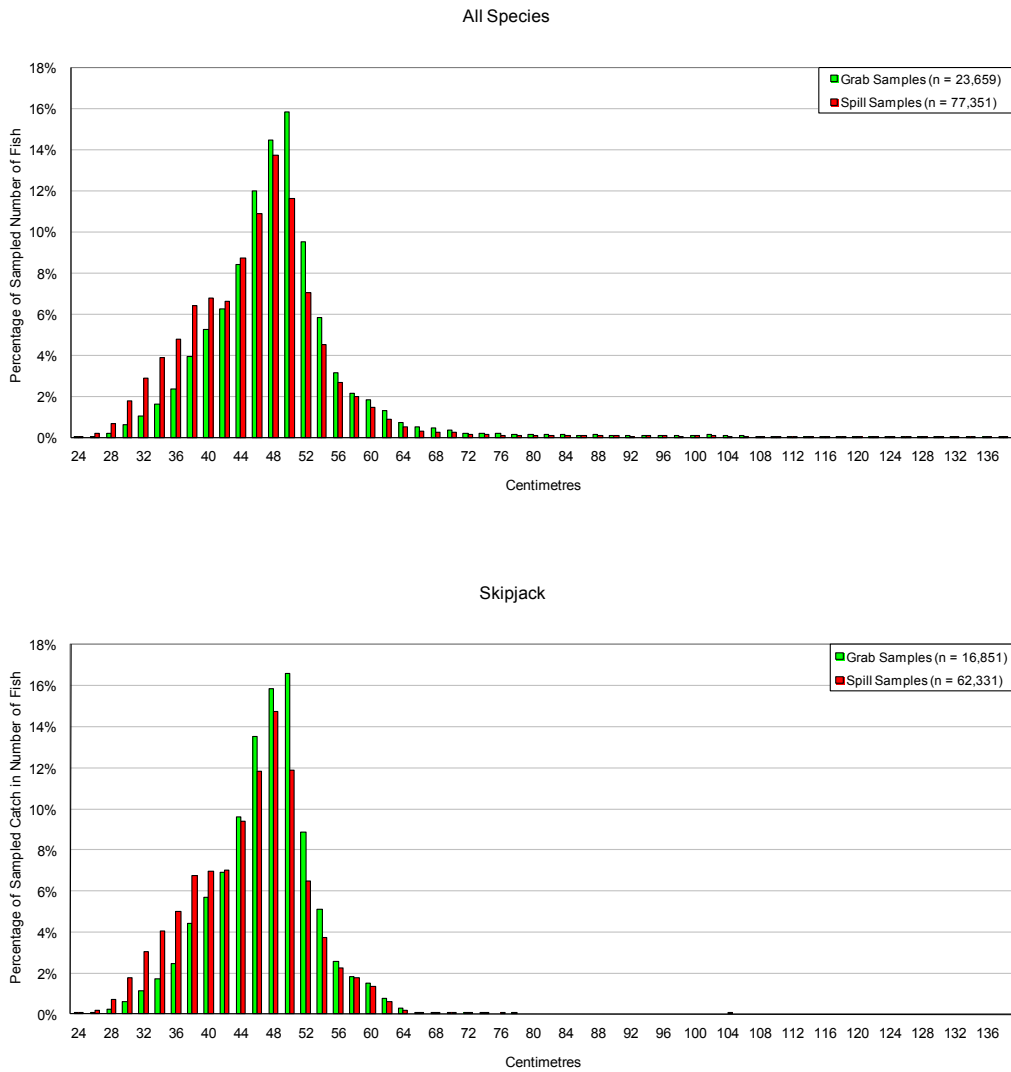 All Species
18%
16%
14%
12%
10%
8%
6%
4%
2%
0%
Percentage of Sampled Number of Fish
Grab Samples (n = 23,659)
Spill Samples (n = 77,351)
24 28 32 36 40 44 48 52 56 60 64 68 72 76 80 84 88 92 96 100 104 108 112 116 120 124 128 132 136
Centimetres
Skipjack
18%
16%
14%
12%
10%
8%
6%
4%
2%
0%
Percentage of Sampled Catch in Number of Fish
Grab Samples (n = 16,851)
Spill Samples (n = 62,331)
24 28 32 36 40 44 48 52 56 60 64 68 72 76 80 84 88 92 96 100 104 108 112 116 120 124 128 132 136
Centimetres